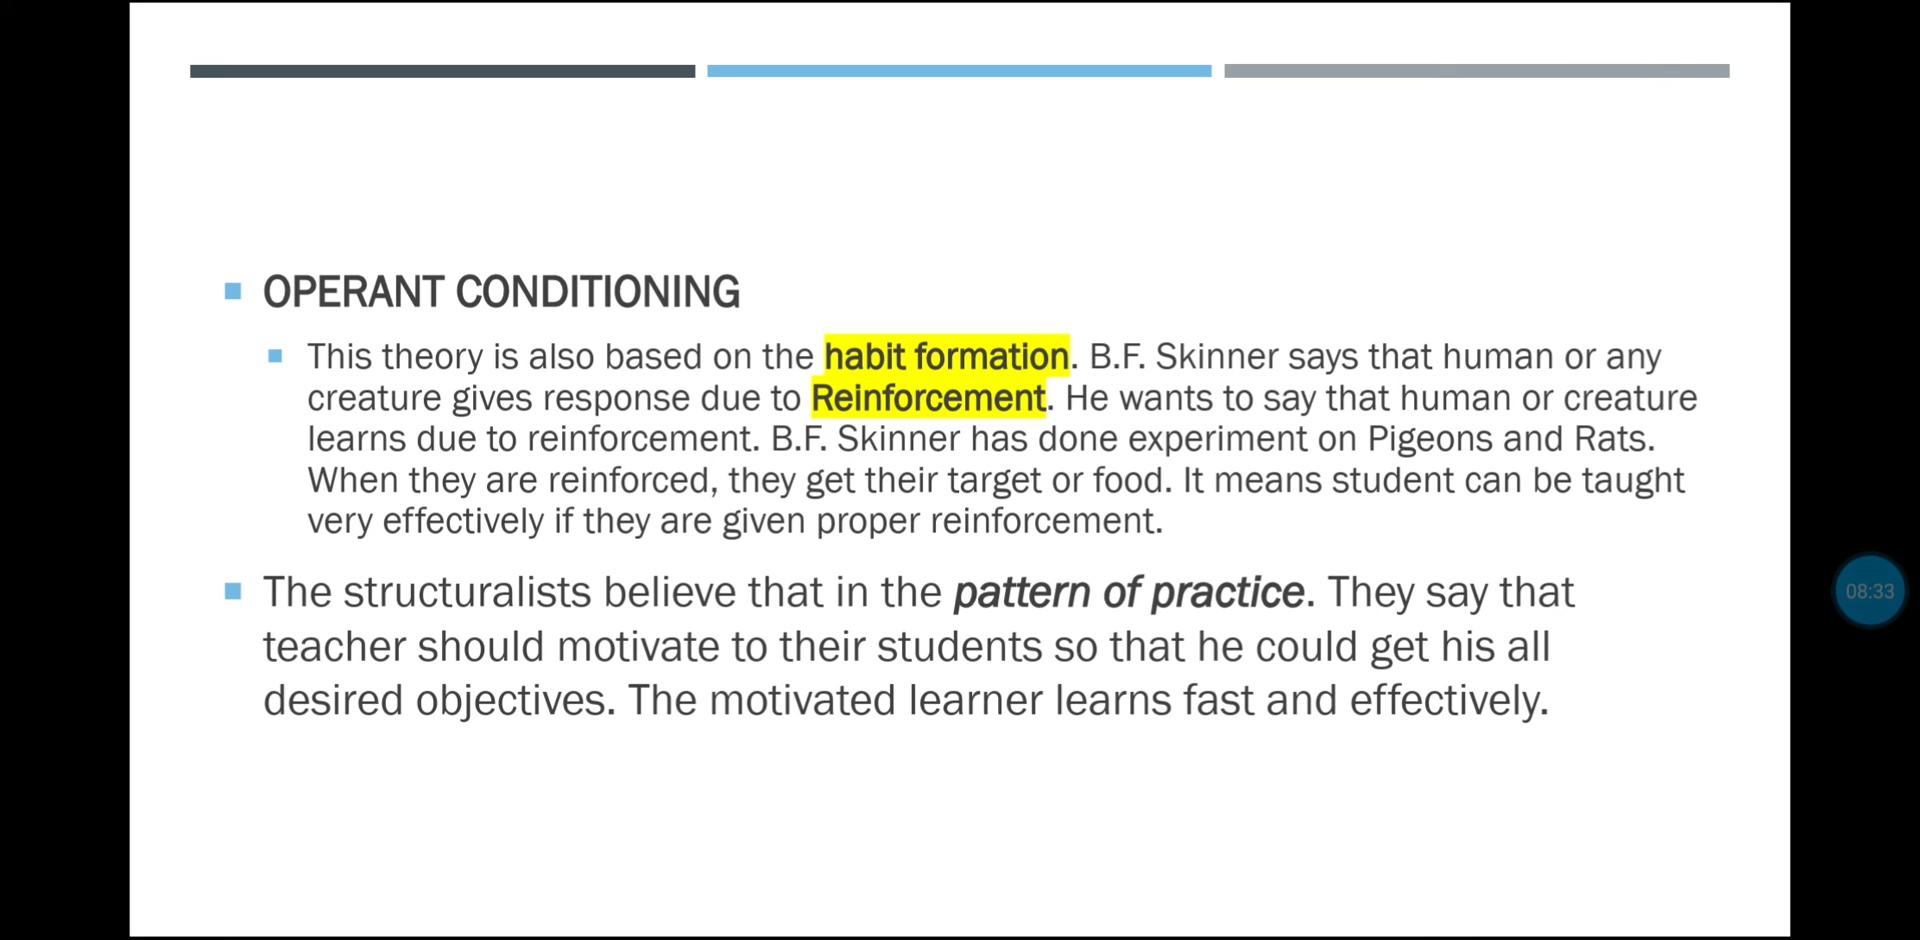 OPERANT CONDITIONING
This theory is also based on the habit formation. B.F. Skinner says that human or any
creature gives response due to Reinforcement. He wants to say that human or creature
learns due to reinforcement. B.F. Skinner has done experiment on Pigeons and Rats.
When they are reinforced, they get their target or food. It means student can be taught
very effectively if they are given proper reinforcement.
The structuralists believe that in the pattern of practice. They say that
teacher should motivate to their students so that he could get his all
desired objectives. The motivated learner learns fast and effectively.
08:33